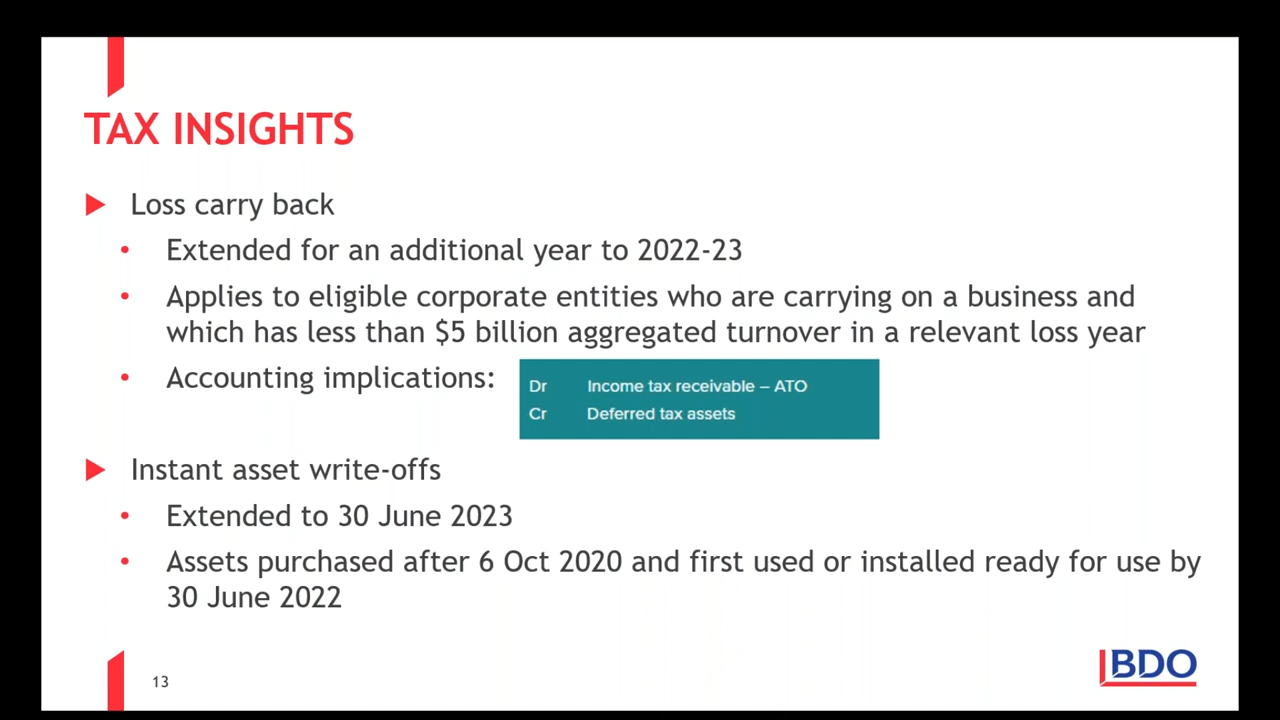 TAX INSIGHTS
Loss carry back
Extended for an additional year to 2022-23
Applies to eligible corporate entities who are carrying on a business and
which has less than $5 billion aggregated turnover in a relevant loss year
Accounting implications:
Dr Income tax receivable – ATO
Cr Deferred tax assets
Instant asset write-offs
Extended to 30 June 2023
Assets purchased after 6 Oct 2020 and first used or installed ready for use by
30 June 2022
13
BDO